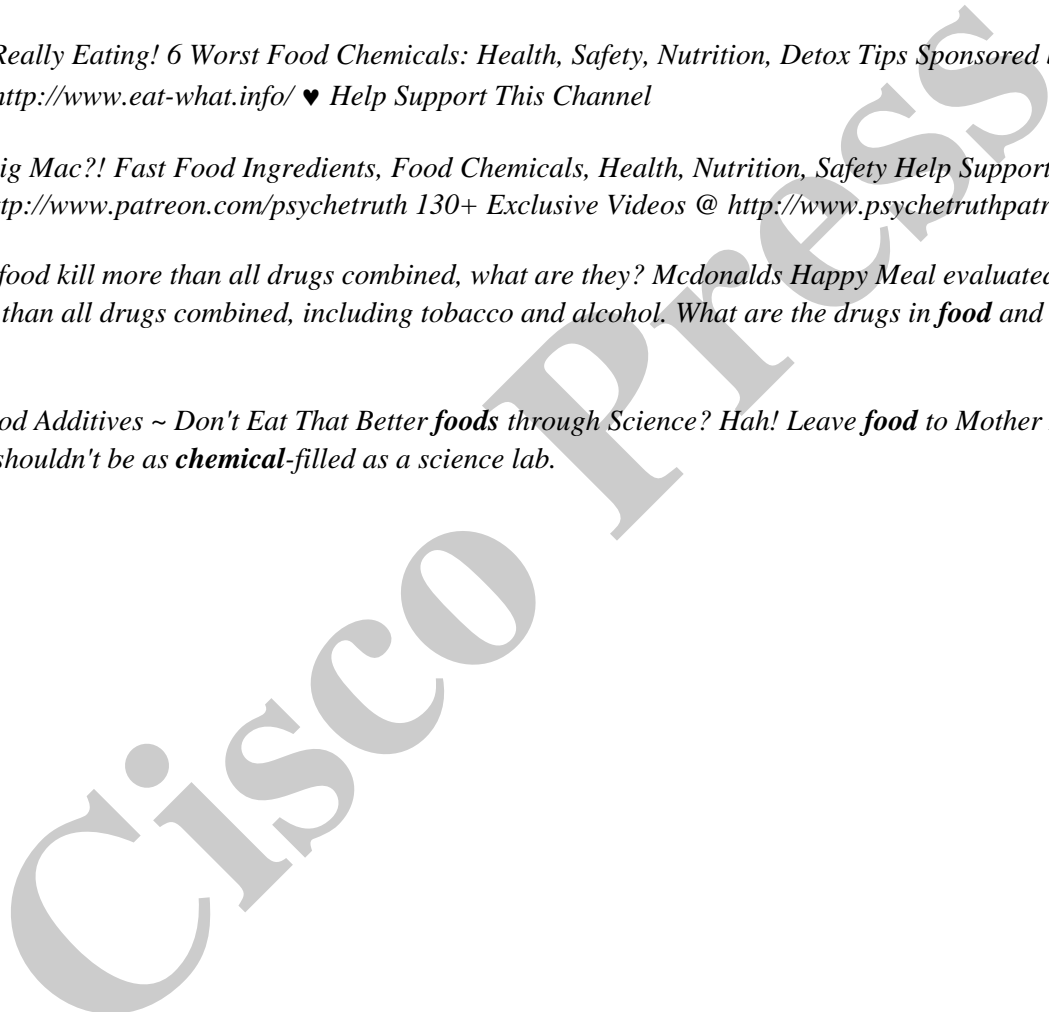 Really Eating! 6 Worst Food Chemicals: Health, Safety, Nutrition, Detox Tips Sponsored
http://www.eat-what.info/ ♥ Help Support This Channel
ig Mac?! Fast Food Ingredients, Food Chemicals, Health, Nutrition, Safety Help Support
tp://www.patreon.com/psychetruth 130+ Exclusive Videos @ http://www.psychetruthpatr
food kill more than all drugs combined, what are they? Mcdonalds Happy Meal evaluated
than all drugs combined, including tobacco and alcohol. What are the drugs in food and
od Additives ~ Don't Eat That Better foods through Science? Hah! Leave food to Mother
shouldn't be as chemical-filled as a science lab.
Cisco Press